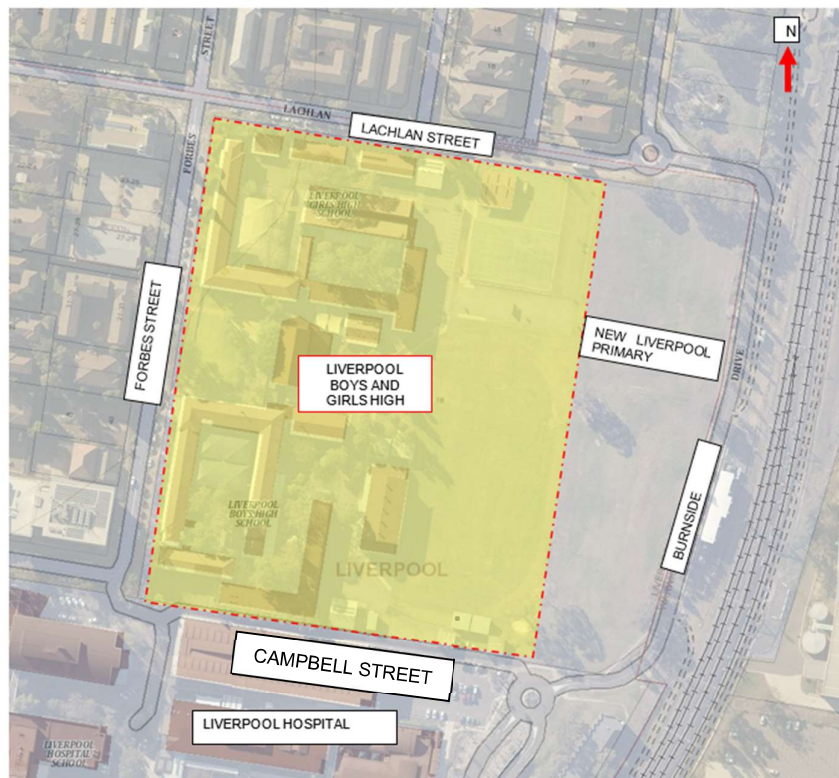 N
STREET
LACHLAN
LACHLAN STREET
FORBES
LIVERPOOL
GIRLS HIGH
SCHOOL
FORBES STREET
NEW LIVERPOOL
PRIMARY
DRIVE
LIVERPOOL
BOYS AND
GIRLS HIGH
BURNSIDE
LIVERPOOL
BOYS HIGH
SCHOOL
LIVERPOOL
CAMPBELL STREET
LIVERPOOL HOSPITAL
LIVERPOOL
HOSPITAL
SCHOOL